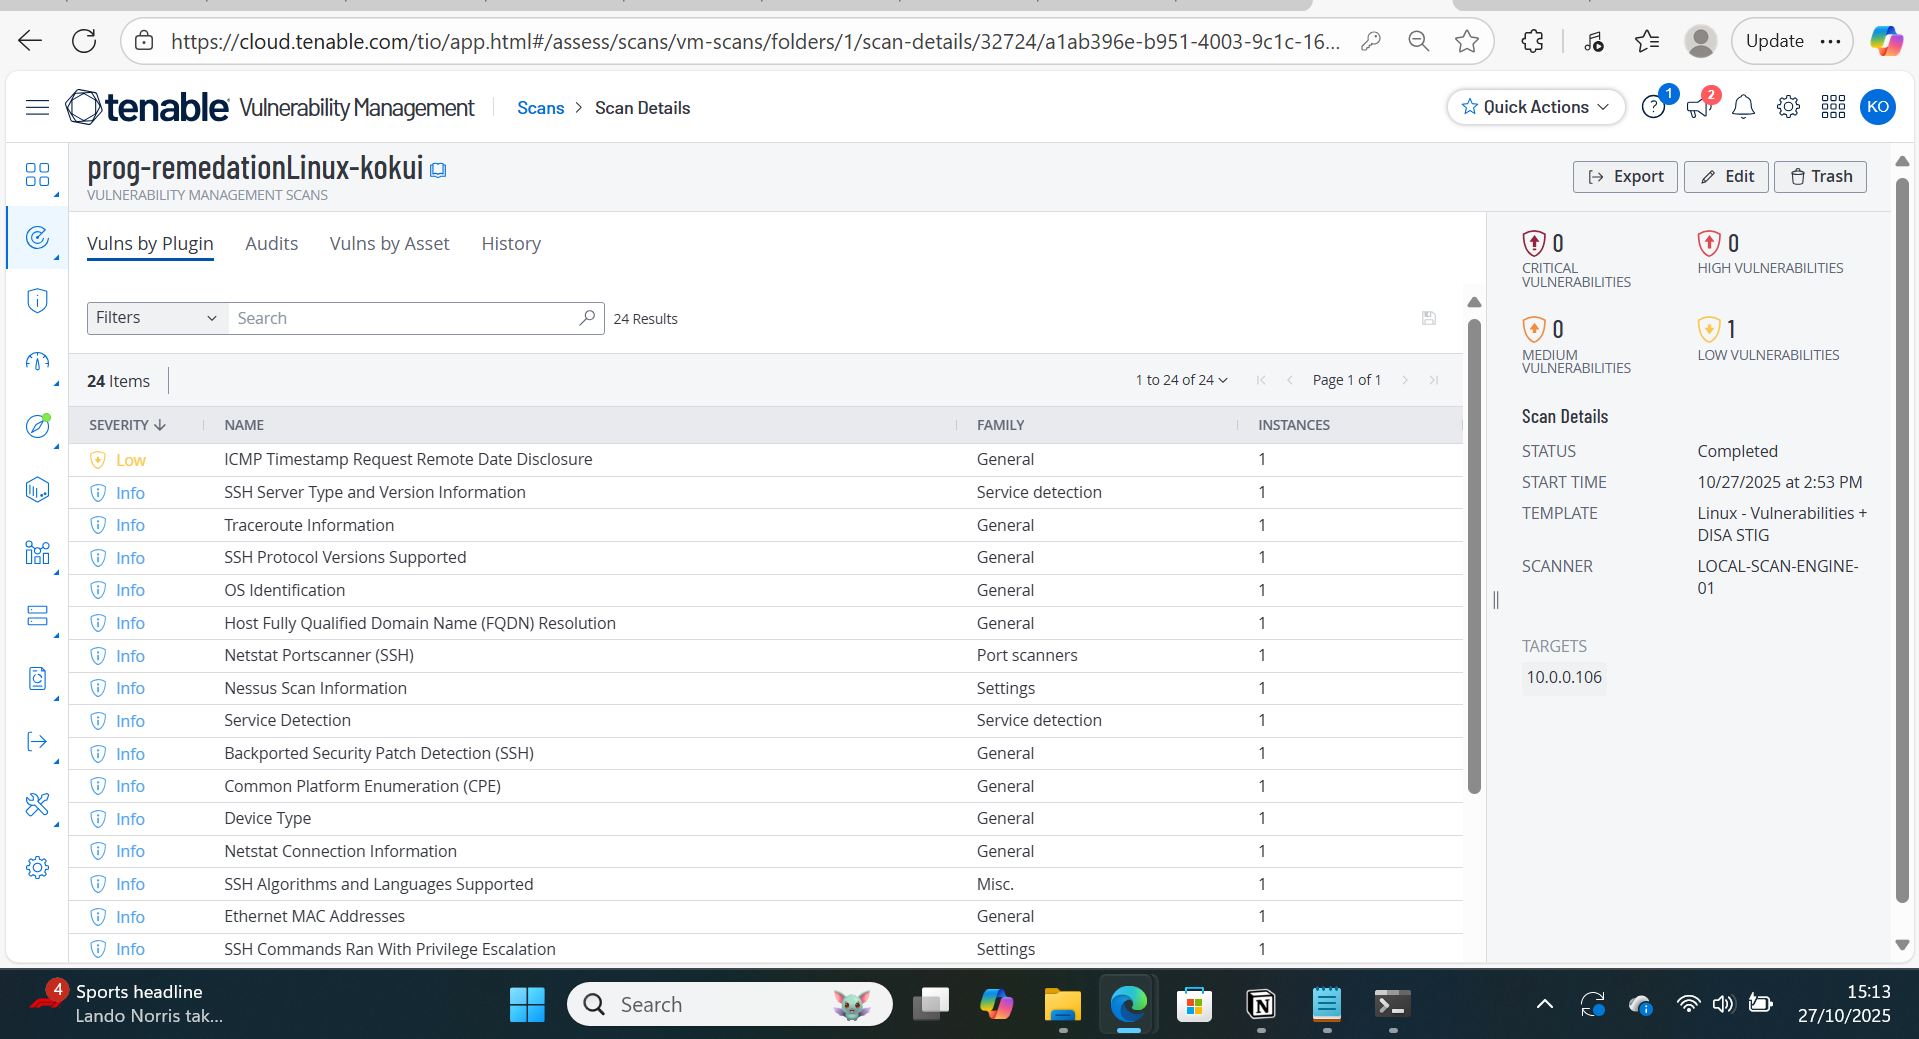 https://cloud.tenable.com/tio/app.html#/assess/scans/vm-scans/folders/1/scan-details/32724/a1ab396e-b951-4003-9c1c-16...
Update
tenable Vulnerability Management
Scans > Scan Details
Quick Actions
1
2
KO
prog-remedationLinux-kokui
VULNERABILITY MANAGEMENT SCANS
Export
Edit
Trash
Vulns by Plugin Audits Vulns by Asset History
Filters
Search
24 Results
24 Items
1 to 24 of 24
Page 1 of 1
SEVERITY NAME FAMILY INSTANCES
Low ICMP Timestamp Request Remote Date Disclosure General 1
Info SSH Server Type and Version Information Service detection 1
Info Traceroute Information General 1
Info SSH Protocol Versions Supported General 1
Info OS Identification General 1
Info Host Fully Qualified Domain Name (FQDN) Resolution General 1
Info Netstat Portscanner (SSH) Port scanners 1
Info Nessus Scan Information Settings 1
Info Service Detection Service detection 1
Info Backported Security Patch Detection (SSH) General 1
Info Common Platform Enumeration (CPE) General 1
Info Device Type General 1
Info Netstat Connection Information General 1
Info SSH Algorithms and Languages Supported Misc. 1
Info Ethernet MAC Addresses General 1
Info SSH Commands Ran With Privilege Escalation Settings 1
0
CRITICAL
VULNERABILITIES
0
HIGH VULNERABILITIES
0
MEDIUM
VULNERABILITIES
1
LOW VULNERABILITIES
Scan Details
STATUS Completed
START TIME 10/27/2025 at 2:53 PM
TEMPLATE Linux - Vulnerabilities +
DISA STIG
SCANNER LOCAL-SCAN-ENGINE-
01
TARGETS
10.0.0.106
4
Sports headline
Lando Norris tak...
Search
15:13
27/10/2025